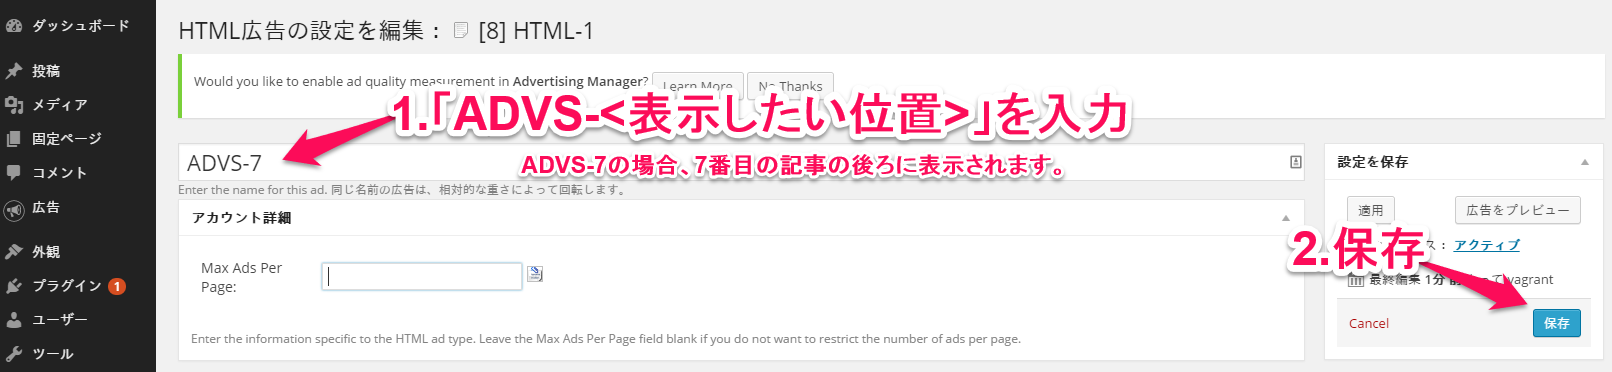 ダッシュボード
投稿
メディア
固定ページ
コメント
広告
外観
プラグイン 1
ユーザー
ツール
HTML広告の設定を編集： [8] HTML-1
Would you like to enable ad quality measurement in Advertising Manager? Learn More No Thanks
1.「ADVS-<表示したい位置>」を入力
ADVS-7
ADVS-7の場合、7番目の記事の後ろに表示されます。
Enter the name for this ad. 同じ名前の広告は、相対的な重さによって回転します。
アカウント詳細
Max Ads Per
Page:
Enter the information specific to the HTML ad type. Leave the Max Ads Per Page field blank if you do not want to restrict the number of ads per page.
設定を保存
適用 広告をプレビュー
ス： アクティブ
2.保存
最終編集 1分前 って vagrant
Cancel 保存